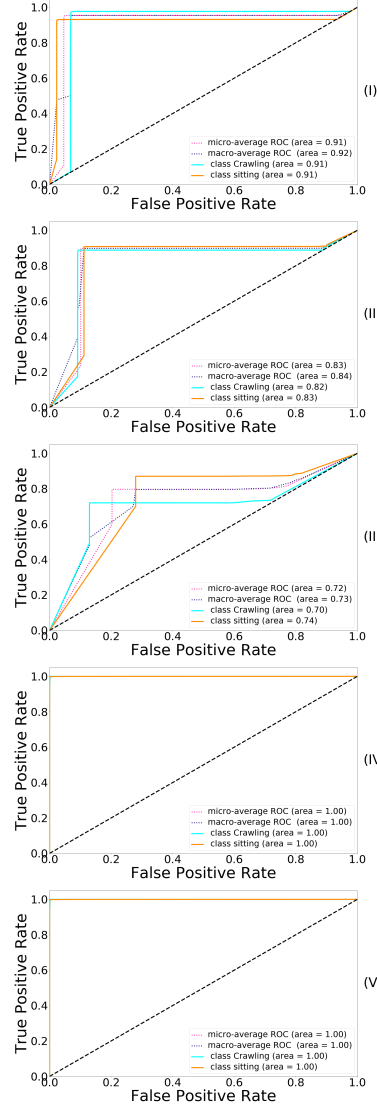 1.0
0.8
0.6
0.4
0.2
0.0
True Positive Rate
micro-average ROC (area = 0.91)
macro-average ROC (area = 0.92)
class Crawling (area = 0.91)
class sitting (area = 0.91)
0.0 0.2 0.4 0.6 0.8 1.0
False Positive Rate
(I)
1.0
0.8
0.6
0.4
0.2
0.0
True Positive Rate
micro-average ROC (area = 0.83)
macro-average ROC (area = 0.84)
class Crawling (area = 0.82)
class sitting (area = 0.83)
0.0 0.2 0.4 0.6 0.8 1.0
False Positive Rate
(II
1.0
0.8
0.6
0.4
0.2
0.0
True Positive Rate
micro-average ROC (area = 0.72)
macro-average ROC (area = 0.73)
class Crawling (area = 0.70)
class sitting (area = 0.74)
0.0 0.2 0.4 0.6 0.8 1.0
False Positive Rate
(II
1.0
0.8
0.6
0.4
0.2
0.0
True Positive Rate
micro-average ROC (area = 1.00)
macro-average ROC (area = 1.00)
class Crawling (area = 1.00)
class sitting (area = 1.00)
0.0 0.2 0.4 0.6 0.8 1.0
False Positive Rate
(IV
1.0
0.8
0.6
0.4
0.2
0.0
True Positive Rate
micro-average ROC (area = 1.00)
macro-average ROC (area = 1.00)
class Crawling (area = 1.00)
class sitting (area = 1.00)
0.0 0.2 0.4 0.6 0.8 1.0
False Positive Rate
(V